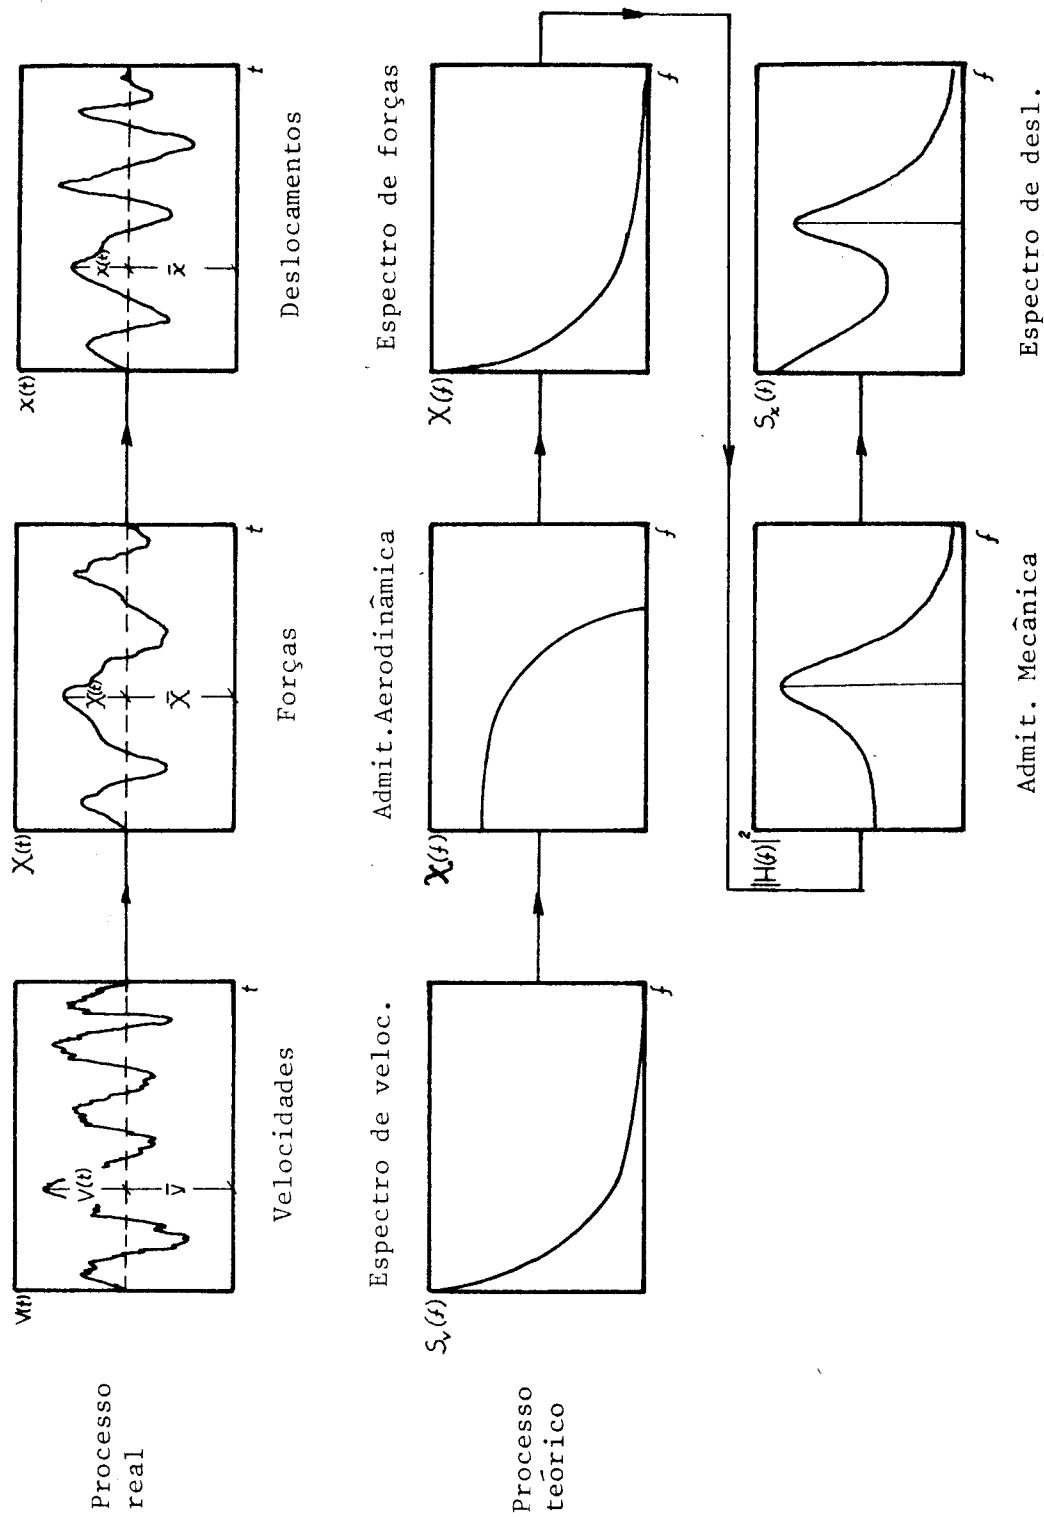 Processo
real
V(t)
V(t)
v̄
t
Velocidades
X(t)
X(t)
X̄
t
Forças
x(t)
x(t)
x̄
t
Deslocamentos
Processo
teórico
Espectro de veloc.
Sv(f)
f
Admit.Aerodinâmica
χ(f)
f
Espectro de forças
X(f)
f
|H(f)|²
f
Admit. Mecânica
Sx(f)
f
Espectro de desl.